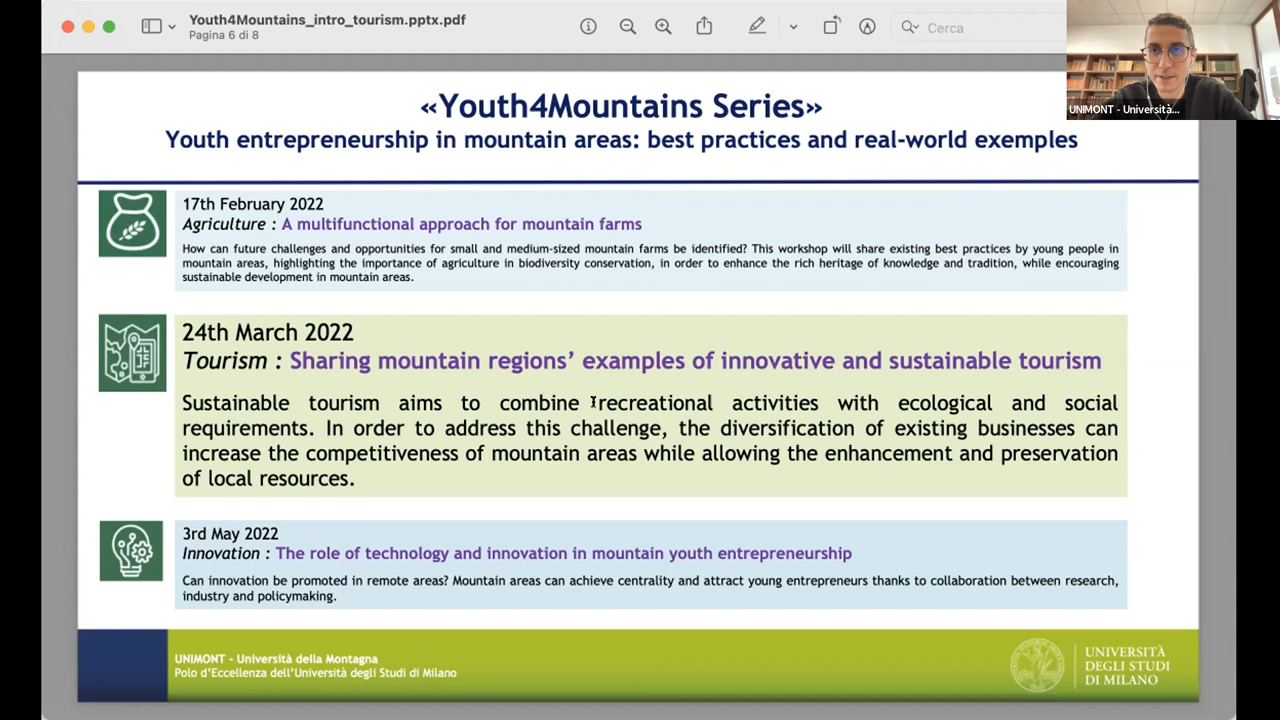 Youth4Mountains_intro_tourism.pptx.pdf
Pagina 6 di 8
Cerca
UNIMONT - Università...
«Youth4Mountains Series»
Youth entrepreneurship in mountain areas: best practices and real-world exemples
17th February 2022
Agriculture : A multifunctional approach for mountain farms
How can future challenges and opportunities for small and medium-sized mountain farms be identified? This workshop will share existing best practices by young people in
mountain areas, highlighting the importance of agriculture in biodiversity conservation, in order to enhance the rich heritage of knowledge and tradition, while encouraging
sustainable development in mountain areas.
24th March 2022
Tourism : Sharing mountain regions’ examples of innovative and sustainable tourism
Sustainable tourism aims to combine recreational activities with ecological and social
requirements. In order to address this challenge, the diversification of existing businesses can
increase the competitiveness of mountain areas while allowing the enhancement and preservation
of local resources.
3rd May 2022
Innovation : The role of technology and innovation in mountain youth entrepreneurship
Can innovation be promoted in remote areas? Mountain areas can achieve centrality and attract young entrepreneurs thanks to collaboration between research,
industry and policymaking.
UNIMONT - Università della Montagna
Polo d’Eccellenza dell’Università degli Studi di Milano
UNIVERSITÀ
DEGLI STUDI
DI MILANO